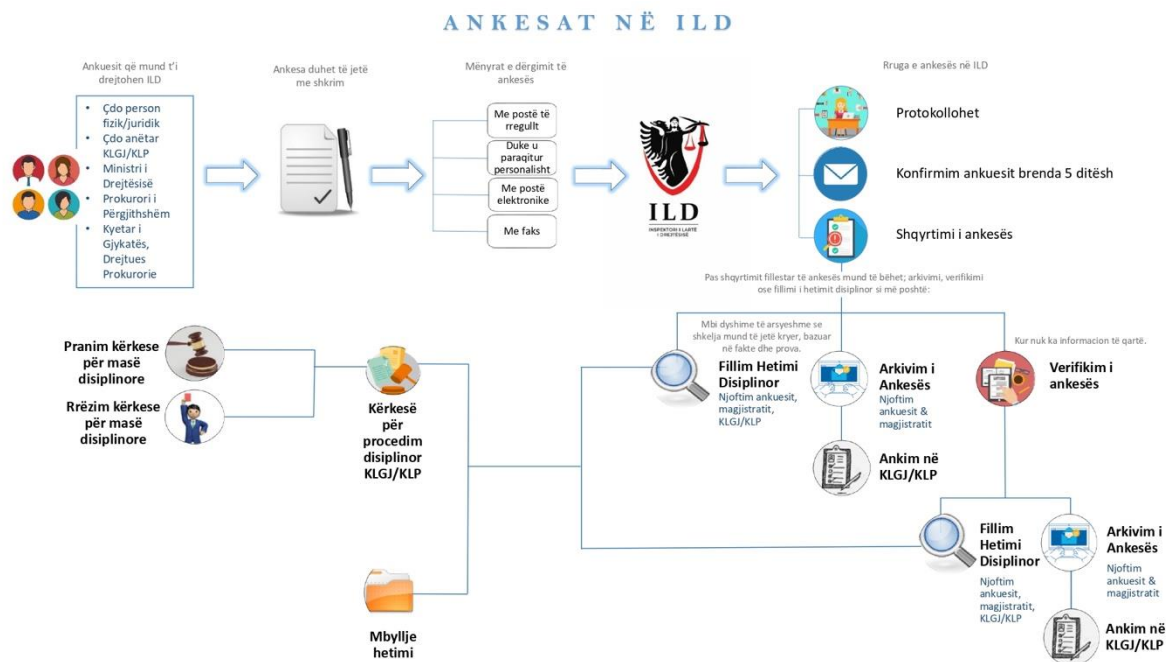 ANKESAT NË ILD
Ankuesit që mund t'i
drejtohen ILD
• Çdo person
fizik/juridik
• Çdo anëtar
KLGJ/KLP
• Ministri i
Drejtësisë
• Prokurori i
Përgjithshëm
• Kyetar i
Gjykatës,
Drejtues
Prokurorie
Ankesa duhet të jetë
me shkrim
Mënyrat e dërgimit të
ankesës
Me postë të
rregullt
Duke u
paraqitur
personalisht
Me postë
elektronike
Me faks
ILD
INSPEKTORI I LARTË
I DREJTËSISË
Rruga e ankesës në ILD
Protokollohet
Konfirmim ankuesit brenda 5 ditësh
Shqyrtimi i ankesës
Pas shqyrtimit fillestar të ankesës mund të bëhet; arkivimi, verifikimi
ose fillimi i hetimit disiplinor si më poshtë:
Mbi dyshime të arsyeshme se
shkelja mund të jetë kryer, bazuar
në fakte dhe prova.
Fillim Hetimi
Disiplinor
Njoftim ankuesit,
magjistratit,
KLGJ/KLP
Arkivim i
Ankesës
Njoftim
ankuesit &
magjistratit
Ankim në
KLGJ/KLP
Kur nuk ka informacion të qartë.
Verifikim i
ankesës
Fillim
Hetimi
Disiplinor
Njoftim
ankuesit,
magjistratit,
KLGJ/KLP
Arkivim i
Ankesës
Njoftim
ankuesit &
magjistratit
Ankim në
KLGJ/KLP
Pranim kërkese
për masë
disiplinore
Rrëzim kërkese
për masë
disiplinore
Kërkesë
për
procedim
disiplinor
KLGJ/KLP
Mbyllje
hetimi